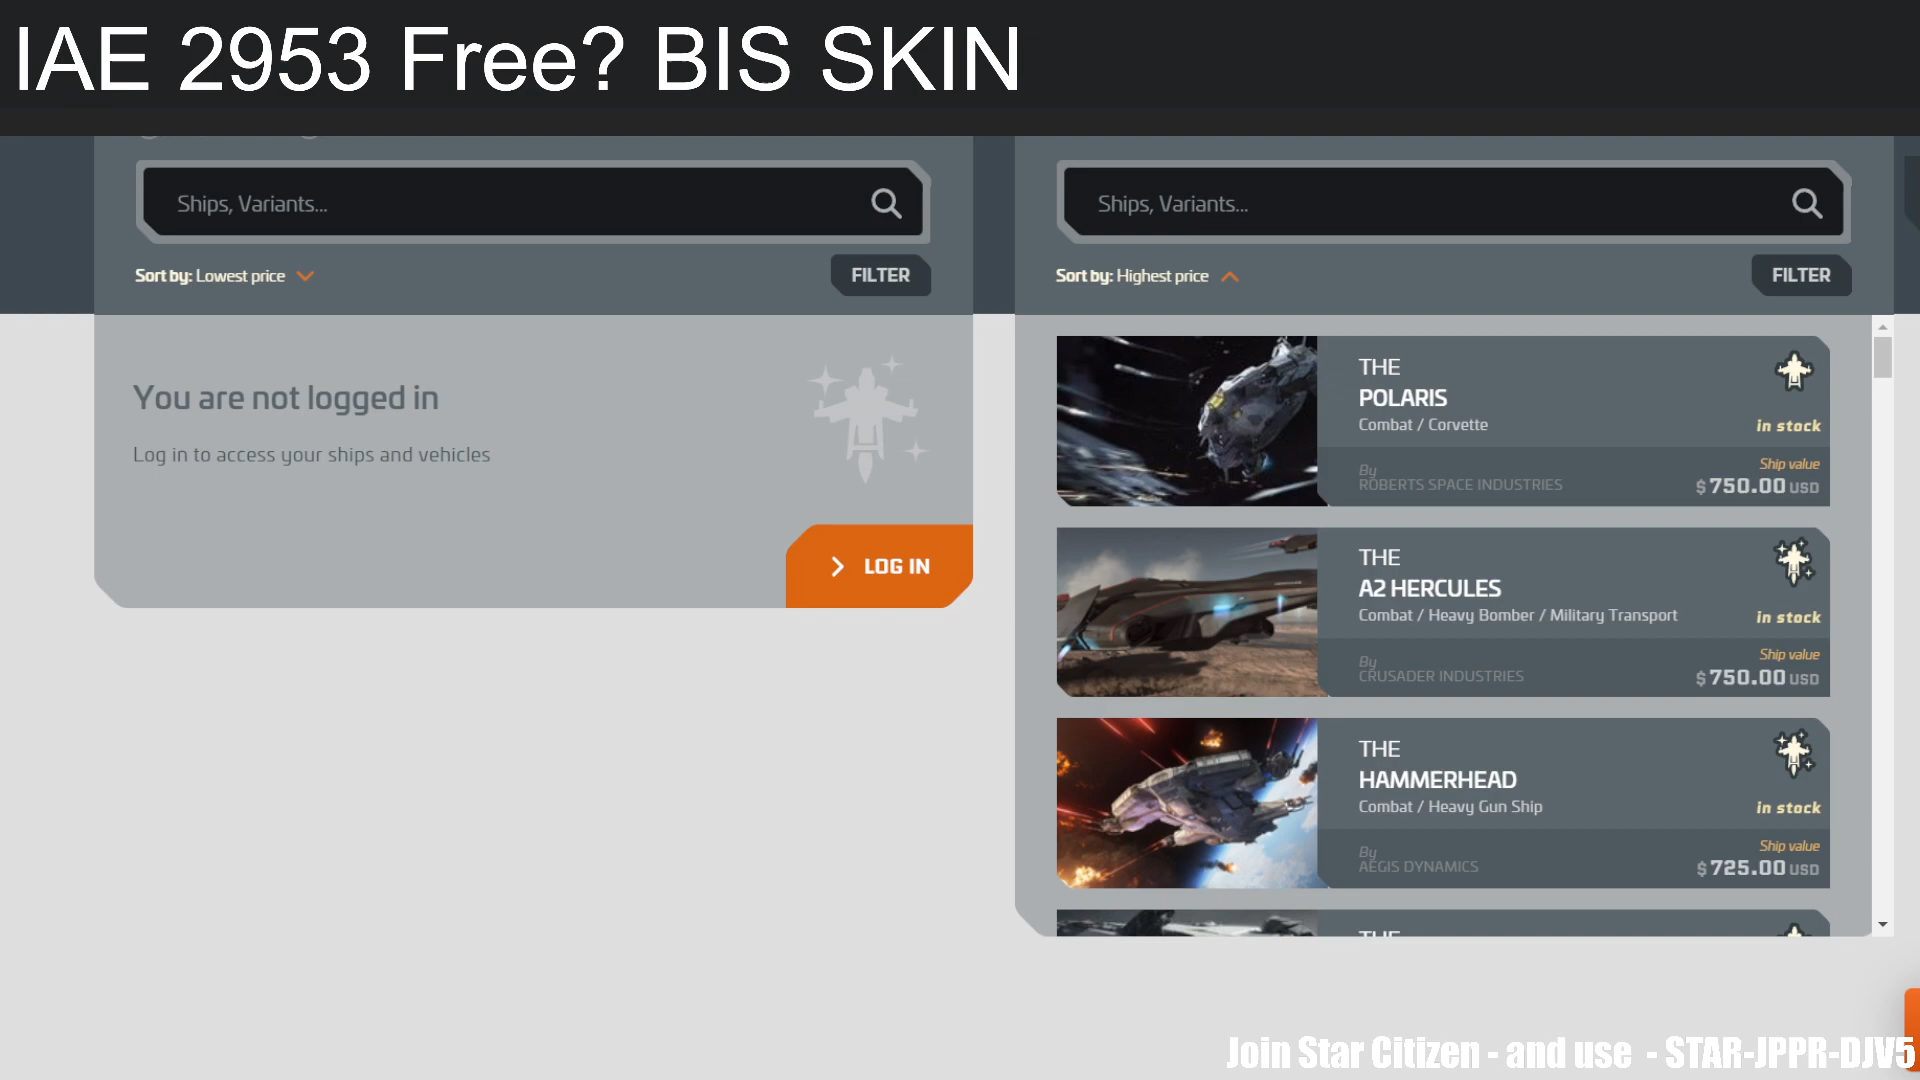 IAE 2953 Free? BIS SKIN
Ships, Variants...
Sort by: Lowest price
FILTER
You are not logged in
Log in to access your ships and vehicles
LOG IN
Ships, Variants...
Sort by: Highest price
FILTER
THE
POLARIS
Combat / Corvette
in stock
By
ROBERTS SPACE INDUSTRIES
Ship value
$ 750.00 USD
THE
A2 HERCULES
Combat / Heavy Bomber / Military Transport
in stock
By
CRUSADER INDUSTRIES
Ship value
$ 750.00 USD
THE
HAMMERHEAD
Combat / Heavy Gun Ship
in stock
By
AEGIS DYNAMICS
Ship value
$ 725.00 USD
THE
Join Star Citizen - and use - STAR-JPPR-DJV5